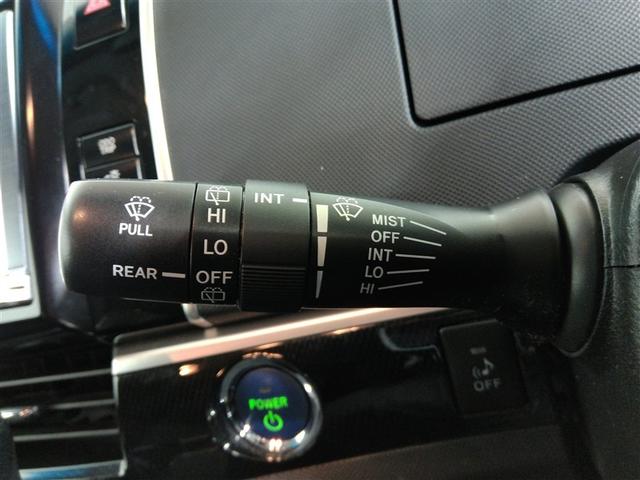 PULL
REAR
HI
LO
OFF
INT
MIST
OFF
INT
LO
HI
POWER
OFF